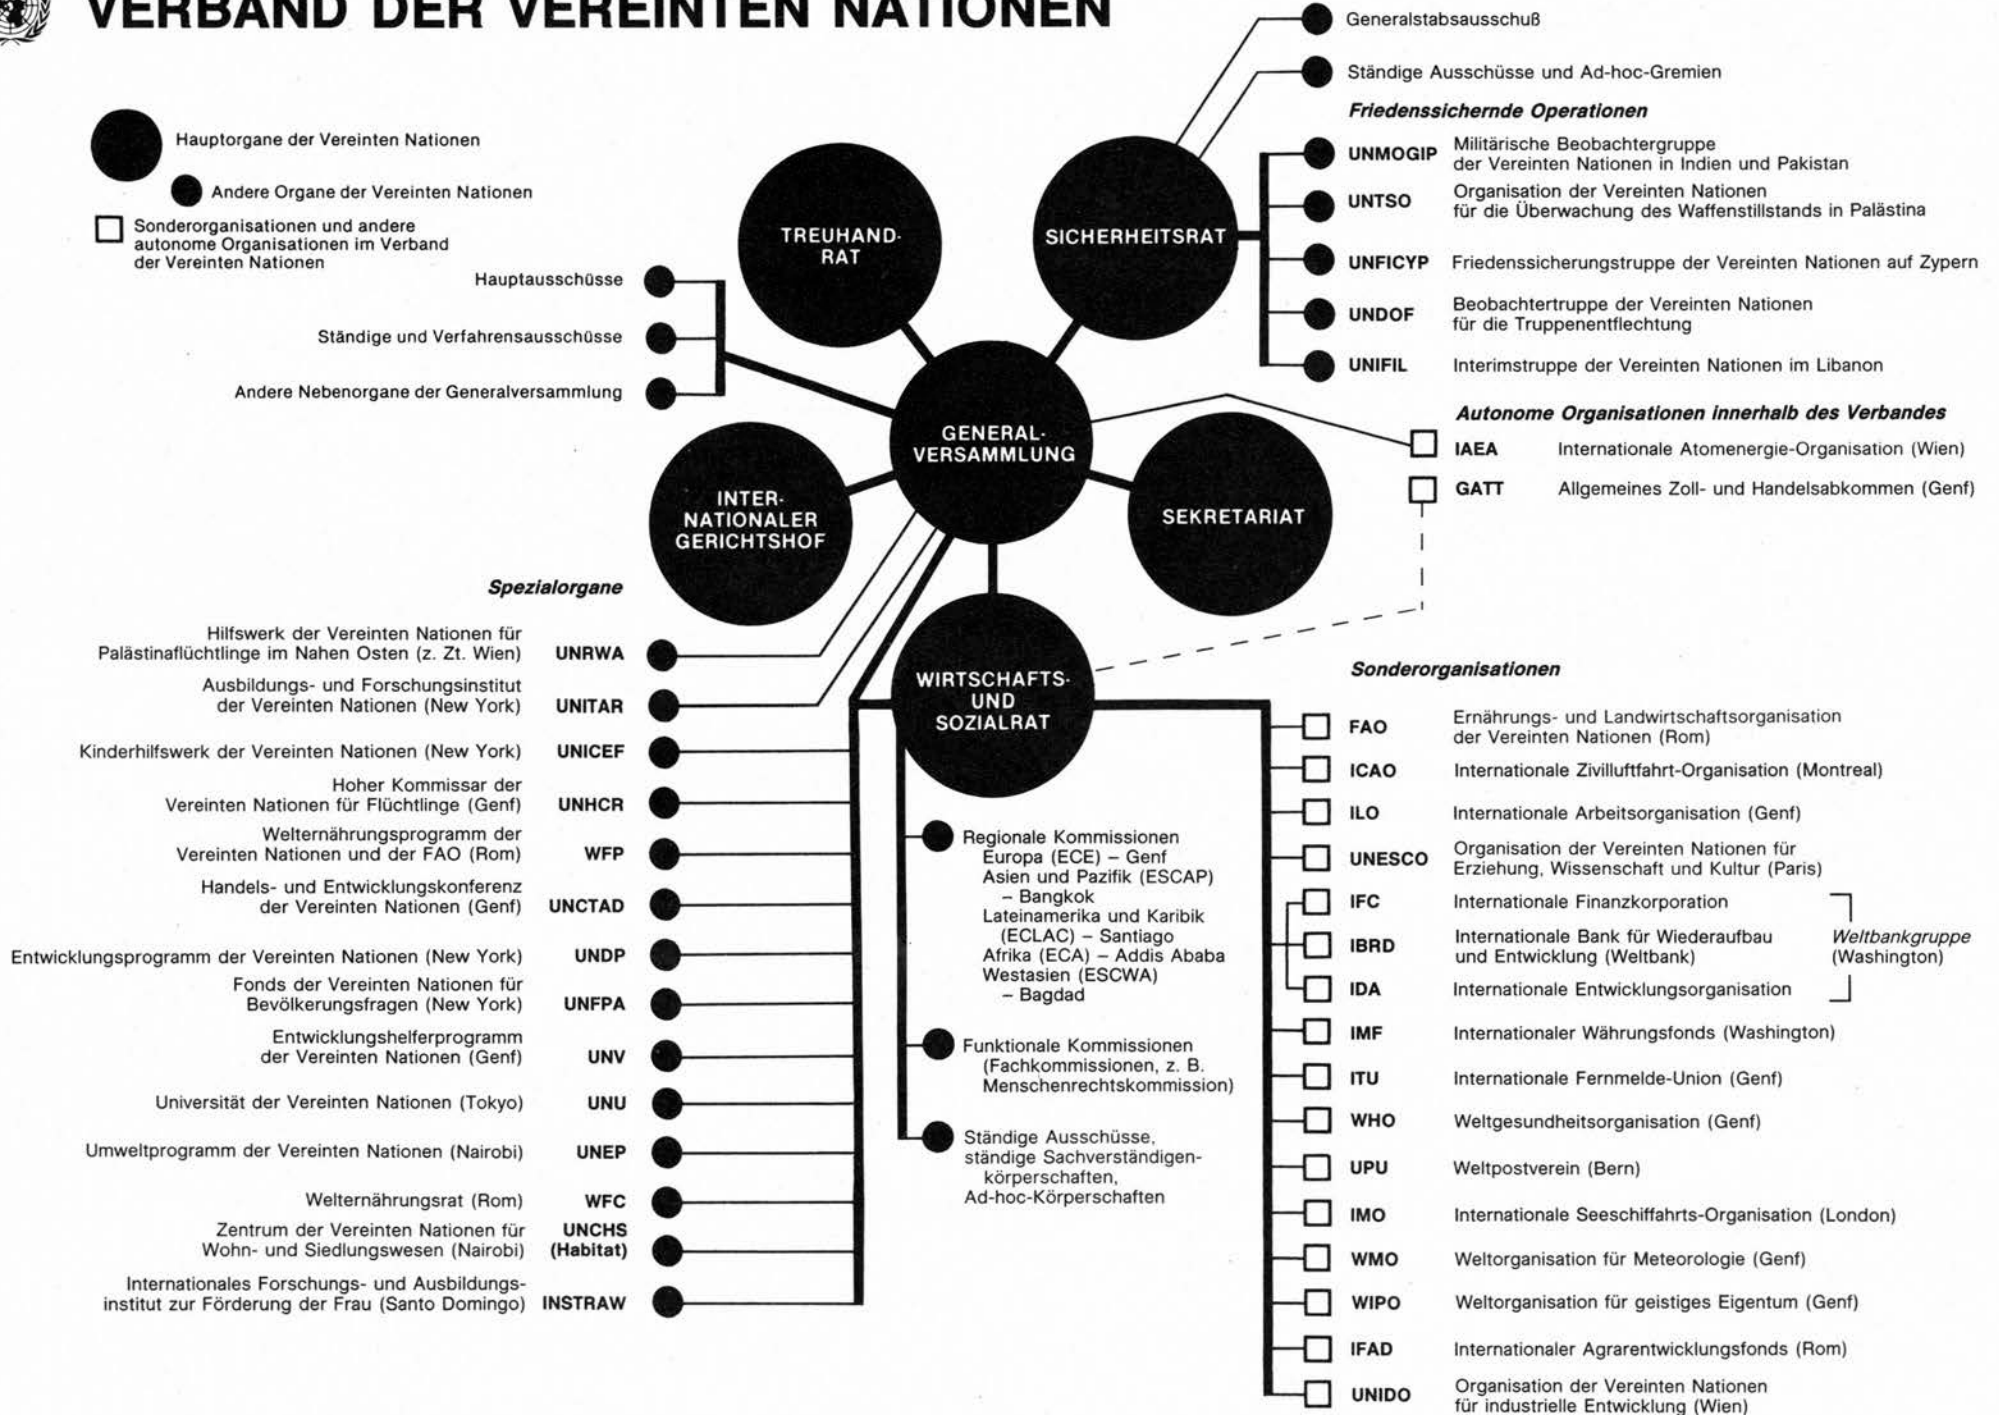 VERBAND DER VEREINTEN NATIONEN
Hauptorgane der Vereinten Nationen
Andere Organe der Vereinten Nationen
Sonderorganisationen und andere
autonome Organisationen im Verband
der Vereinten Nationen
Hauptausschüsse
Ständige und Verfahrensausschüsse
Andere Nebenorgane der Generalversammlung
TREUHAND-
RAT
SICHERHEITSRAT
GENERAL-
VERSAMMLUNG
INTER-
NATIONALER
GERICHTSHOF
SEKRETARIAT
WIRTSCHAFTS-
UND
SOZIALRAT
Generalstabsausschuß
Ständige Ausschüsse und Ad-hoc-Gremien
Friedenssichernde Operationen
UNMOGIP Militärische Beobachtergruppe
der Vereinten Nationen in Indien und Pakistan
UNTSO Organisation der Vereinten Nationen
für die Überwachung des Waffenstillstands in Palästina
UNFICYP Friedenssicherungstruppe der Vereinten Nationen auf Zypern
UNDOF Beobachtertruppe der Vereinten Nationen
für die Truppenentflechtung
UNIFIL Interimstruppe der Vereinten Nationen im Libanon
Autonome Organisationen innerhalb des Verbandes
IAEA Internationale Atomenergie-Organisation (Wien)
GATT Allgemeines Zoll- und Handelsabkommen (Genf)
Spezialorgane
Hilfswerk der Vereinten Nationen für
Palästinaflüchtlinge im Nahen Osten (z. Zt. Wien) UNRWA
Ausbildungs- und Forschungsinstitut
der Vereinten Nationen (New York) UNITAR
Kinderhilfswerk der Vereinten Nationen (New York) UNICEF
Hoher Kommissar der
Vereinten Nationen für Flüchtlinge (Genf) UNHCR
Welternährungsprogramm der
Vereinten Nationen und der FAO (Rom) WFP
Handels- und Entwicklungskonferenz
der Vereinten Nationen (Genf) UNCTAD
Entwicklungsprogramm der Vereinten Nationen (New York) UNDP
Fonds der Vereinten Nationen für
Bevölkerungsfragen (New York) UNFPA
Entwicklungshelferprogramm
der Vereinten Nationen (Genf) UNV
Universität der Vereinten Nationen (Tokyo) UNU
Umweltprogramm der Vereinten Nationen (Nairobi) UNEP
Welternährungsrat (Rom) WFC
Zentrum der Vereinten Nationen für UNCHS
Wohn- und Siedlungswesen (Nairobi) (Habitat)
Internationales Forschungs- und Ausbildungs-
institut zur Förderung der Frau (Santo Domingo) INSTRAW
Regionale Kommissionen
Europa (ECE) – Genf
Asien und Pazifik (ESCAP)
– Bangkok
Lateinamerika und Karibik
(ECLAC) – Santiago
Afrika (ECA) – Addis Ababa
Westasien (ESCWA)
– Bagdad
Funktionale Kommissionen
(Fachkommissionen, z. B.
Menschenrechtskommission)
Ständige Ausschüsse,
ständige Sachverständigen-
körperschaften,
Ad-hoc-Körperschaften
Sonderorganisationen
FAO Ernährungs- und Landwirtschaftsorganisation
der Vereinten Nationen (Rom)
ICAO Internationale Zivilluftfahrt-Organisation (Montreal)
ILO Internationale Arbeitsorganisation (Genf)
UNESCO Organisation der Vereinten Nationen für
Erziehung, Wissenschaft und Kultur (Paris)
IFC Internationale Finanzkorporation
IBRD Internationale Bank für Wiederaufbau
und Entwicklung (Weltbank)
Weltbankgruppe
(Washington)
IDA Internationale Entwicklungsorganisation
IMF Internationaler Währungsfonds (Washington)
ITU Internationale Fernmelde-Union (Genf)
WHO Weltgesundheitsorganisation (Genf)
UPU Weltpostverein (Bern)
IMO Internationale Seeschiffahrts-Organisation (London)
WMO Weltorganisation für Meteorologie (Genf)
WIPO Weltorganisation für geistiges Eigentum (Genf)
IFAD Internationaler Agrarentwicklungsfonds (Rom)
UNIDO Organisation der Vereinten Nationen
für industrielle Entwicklung (Wien)